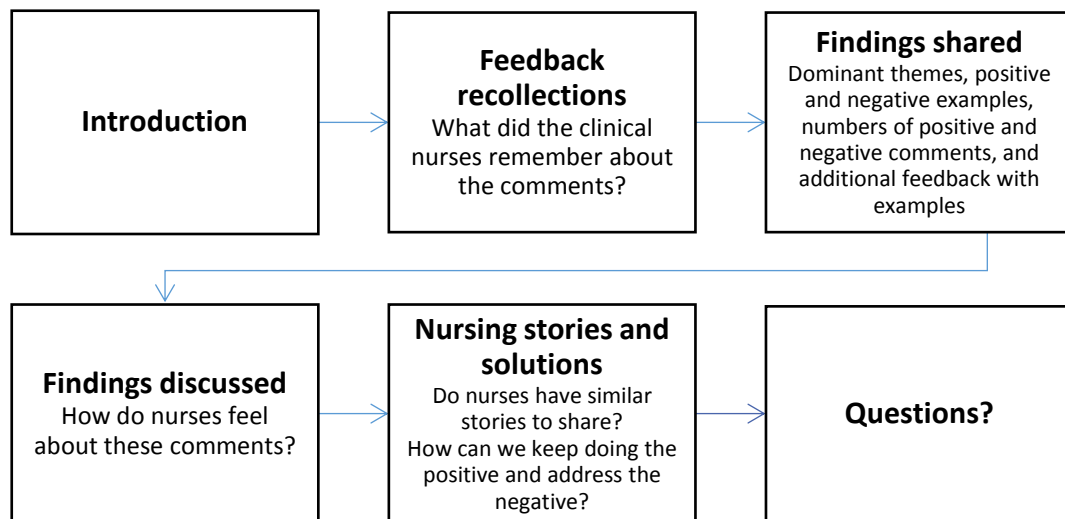 Introduction
Feedback
recollections
What did the clinical
nurses remember about
the comments?
Findings shared
Dominant themes, positive
and negative examples,
numbers of positive and
negative comments, and
additional feedback with
examples
Findings discussed
How do nurses feel
about these comments?
Nursing stories and
solutions
Do nurses have similar
stories to share?
How can we keep doing the
positive and address the
negative?
Questions?